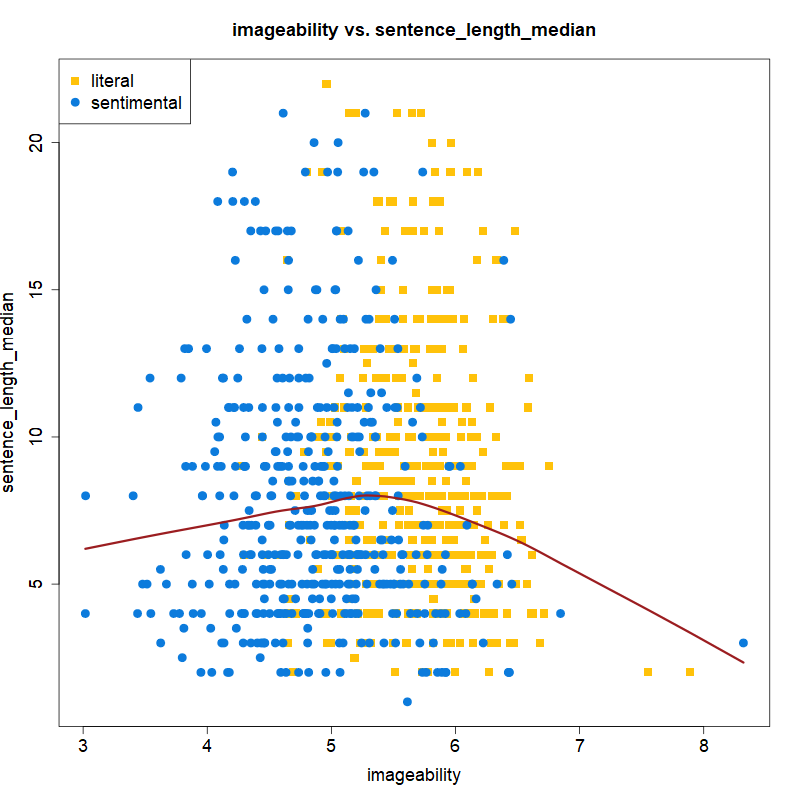 imageability vs. sentence_length_median
literal
sentimental
sentence_length_median
20
15
10
5
3 4 5 6 7 8
imageability